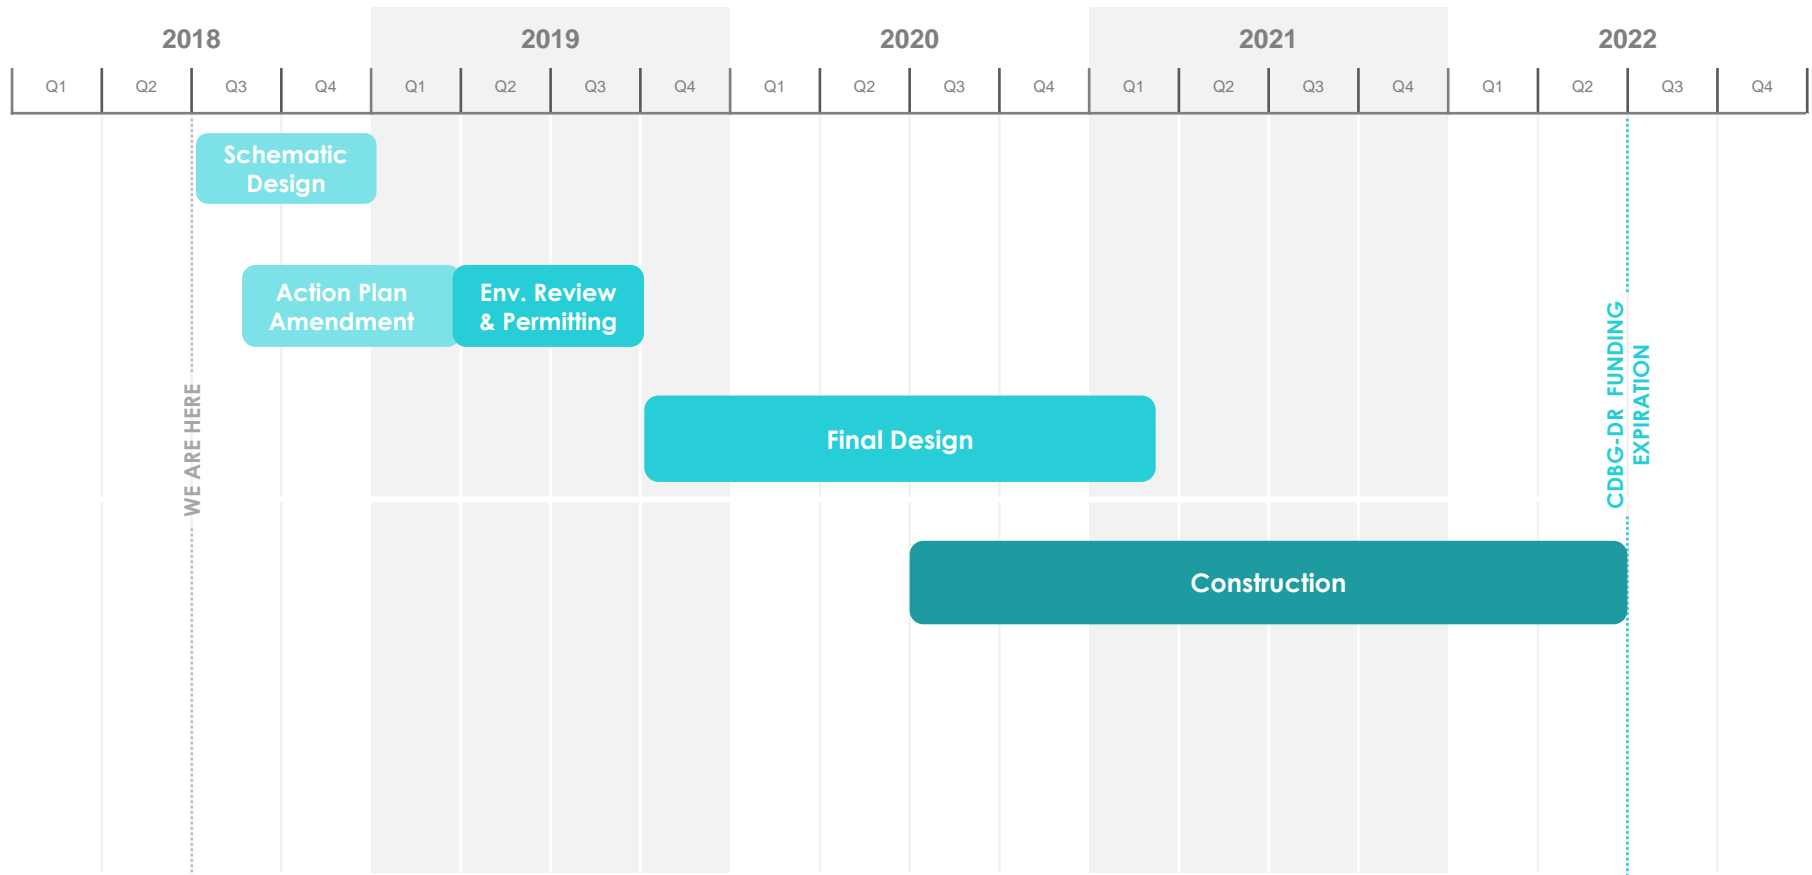 2018 2019 2020 2021 2022
Q1 Q2 Q3 Q4 Q1 Q2 Q3 Q4 Q1 Q2 Q3 Q4 Q1 Q2 Q3 Q4 Q1 Q2 Q3 Q4
Schematic
Design
Action Plan
Amendment
Env. Review
& Permitting
WE ARE HERE
Final Design
CDBG-DR FUNDING
EXPIRATION
Construction